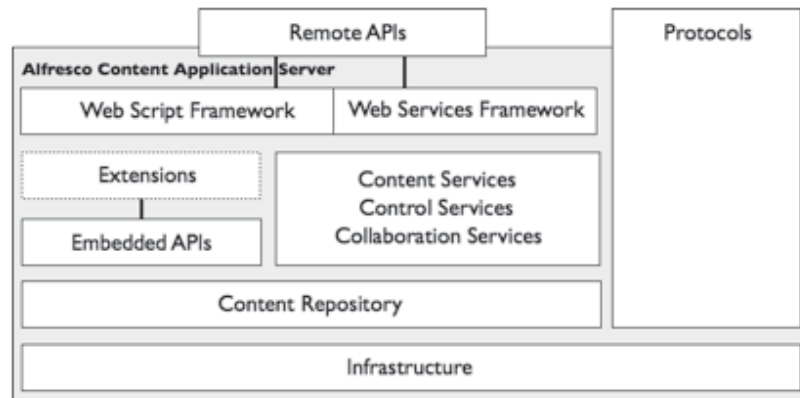 Remote APIs
Protocols
Alfresco Content Application Server
Web Script Framework
Web Services Framework
Extensions
Content Services
Control Services
Collaboration Services
Embedded APIs
Content Repository
Infrastructure